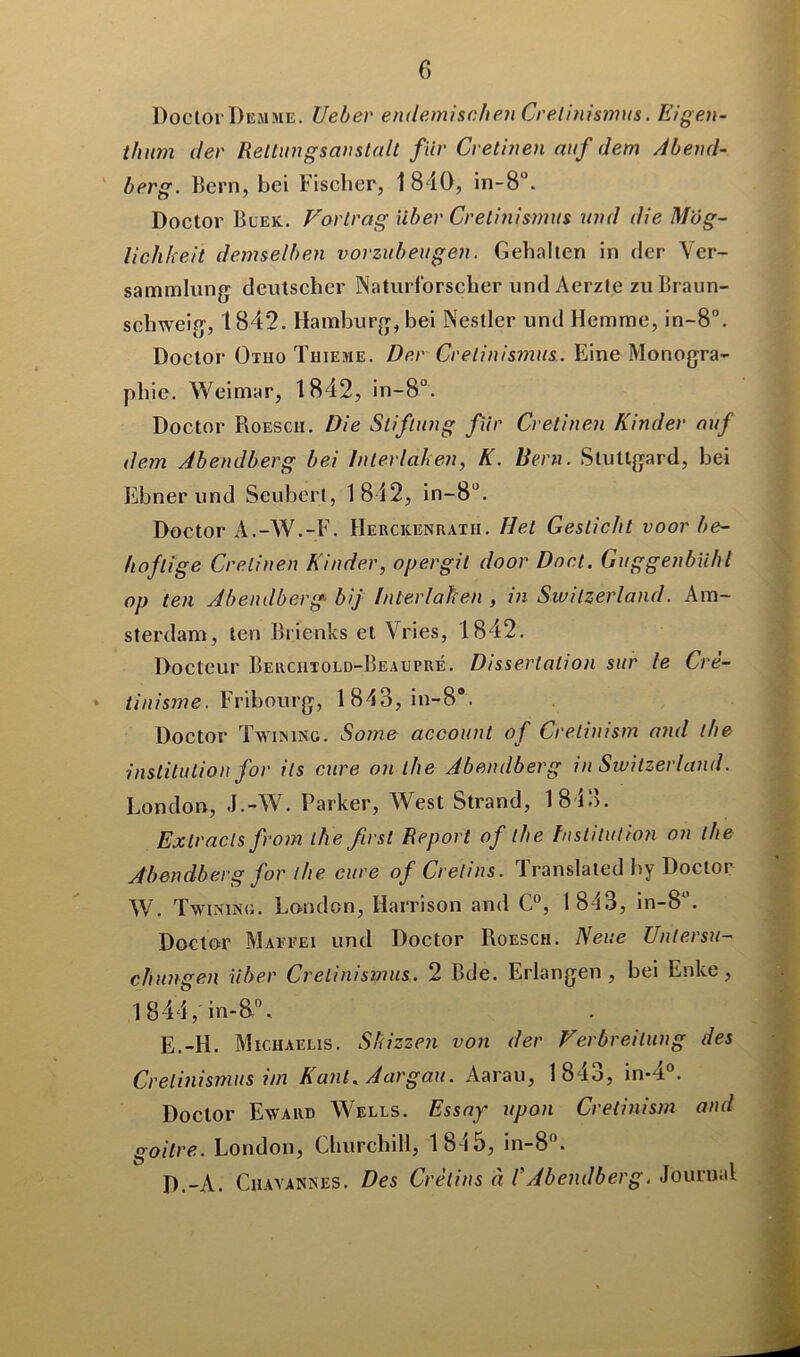 6
Doctor Demme. Ueber endemischen Cretinismus. Eigen-
thum der Rettungsanstalt für Cretinen auf dem Abend-
berg. Bern, bei Fischer, 1840, in-8°.
Doctor Buek. Vortrag über Cretinismus und die Mög-
lichkeit demselben vorzubeugen. Gehalten in der Ver-
sammlung deutscher Naturforscher und Aerzte zu Braun-
schweig, 1842. Hamburg, bei Nestler und Hemme, in-8°.
Doctor Otho Thieme. Der Cretinismus. Eine Monogra-
phie. Weimar, 1842, in-8°.
Doctor Roesch. Die Stiftung für Cretinen Kinder auf
dem Abendberg bei Interlaken, K. Bern. Stuttgard, bei
Ebner und Seubert, 1842, in-8°.
Doctor A.-W.-F. Herckenrath. Het Gesticht voor be-
hoftige Cretinen Kinder, opergit door Doct. Guggenbühl
op ten Abendberg bij Interlaken , in Switzerland. Am-
sterdam, ten Brienks et Vries, 1842.
Docteur Berchtold-Beaupré. Dissertation sur le Cré-
tinisme. Fribourg, 1843, in-8°.
Doctor Twining. Some account of Cretinism and the
institution for its cure on the Abendberg in Switzerland.
London, J.-W. Parker, West Strand, 1843.
Extracts from the first Report of the Institution on the
Abendberg for the cure of Cretins. Translated by Doctor
W. Twining. London, Harrison and C°, 1843, in-8°.
Doctor Maffei und Doctor Roesch. Neue Untersu-
chungen über Cretinismus. 2 Bde. Erlangen , bei Enke,
1844, in-8°.
E.-H. Michaelis. Skizzen von der Verbreitung des
Cretinismus im Kant. Aargau. Aarau, 1843, in-4°.
Doctor Eward Wells. Essay upon Cretinism and
goitre. London, Churchill, 1845, in-8°.
D.-A. Chavannes. Des Crétins à l'Abendberg. Journal